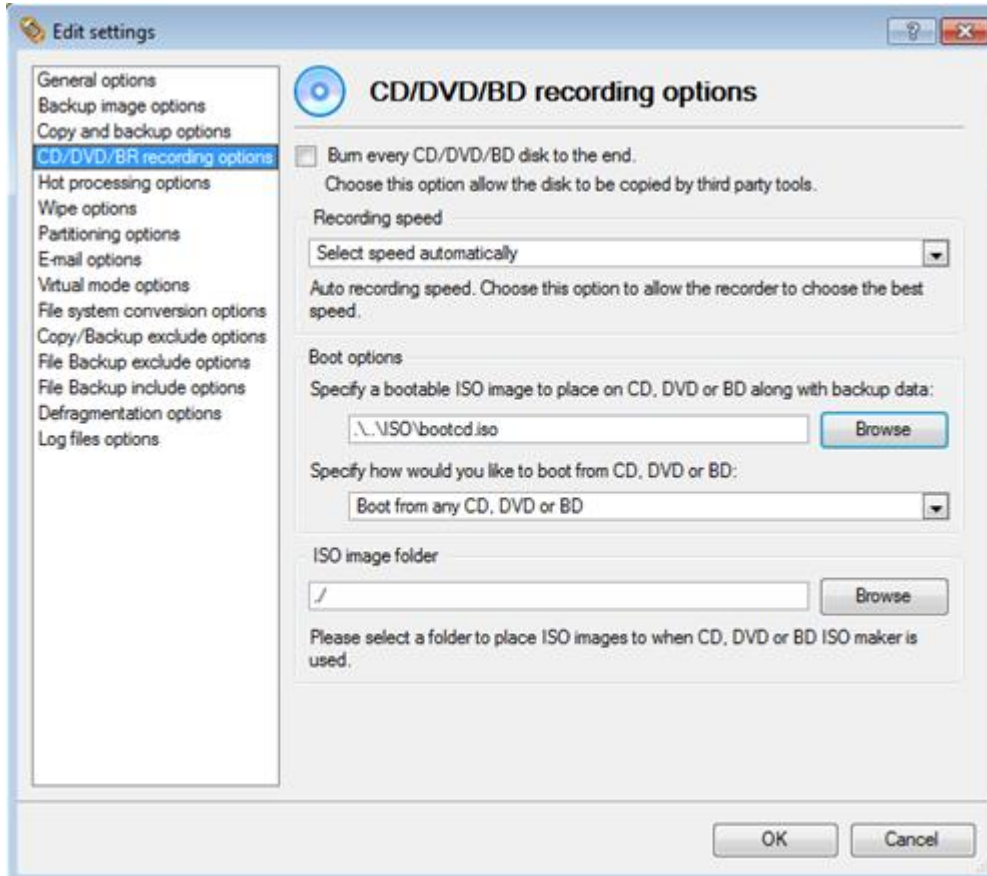 Edit settings
General options
Backup image options
Copy and backup options
CD/DVD/BR recording options
Hot processing options
Wipe options
Partitioning options
E-mail options
Virtual mode options
File system conversion options
Copy/Backup exclude options
File Backup exclude options
File Backup include options
Defragmentation options
Log files options
CD/DVD/BD recording options
Burn every CD/DVD/BD disk to the end.
Choose this option allow the disk to be copied by third party tools.
Recording speed
Select speed automatically
Auto recording speed. Choose this option to allow the recorder to choose the best
speed.
Boot options
Specify a bootable ISO image to place on CD, DVD or BD along with backup data:
.\..\ISO\bootcd.iso
Browse
Specify how would you like to boot from CD, DVD or BD:
Boot from any CD, DVD or BD
ISO image folder
./
Browse
Please select a folder to place ISO images to when CD, DVD or BD ISO maker is
used.
OK
Cancel